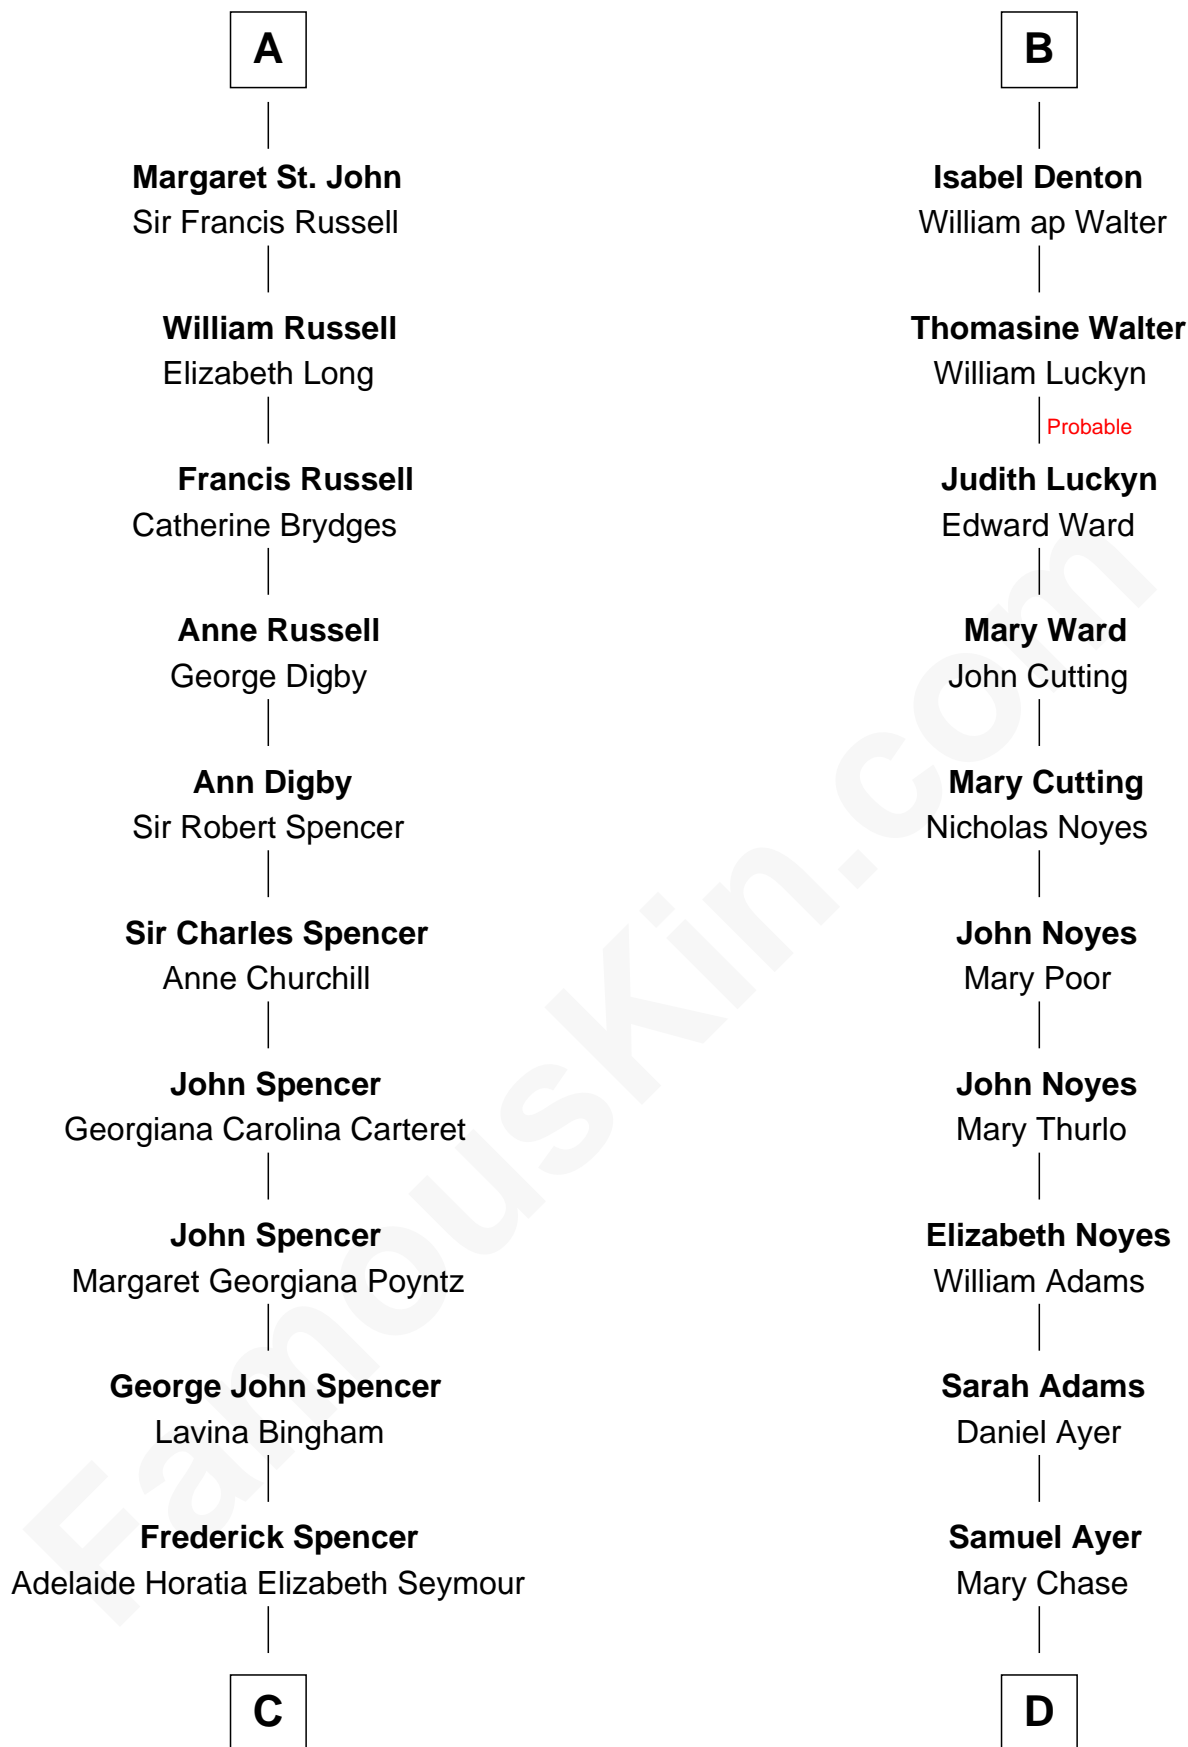 A
Margaret St. John
Sir Francis Russell
William Russell
Elizabeth Long
Francis Russell
Catherine Brydges
Anne Russell
George Digby
Ann Digby
Sir Robert Spencer
Sir Charles Spencer
Anne Churchill
John Spencer
Georgiana Carolina Carteret
John Spencer
Margaret Georgiana Poyntz
George John Spencer
Lavina Bingham
Frederick Spencer
Adelaide Horatia Elizabeth Seymour
C
B
Isabel Denton
William ap Walter
Thomasine Walter
William Luckyn
Probable
Judith Luckyn
Edward Ward
Mary Ward
John Cutting
Mary Cutting
Nicholas Noyes
John Noyes
Mary Poor
John Noyes
Mary Thurlo
Elizabeth Noyes
William Adams
Sarah Adams
Daniel Ayer
Samuel Ayer
Mary Chase
D
FamousKin.com